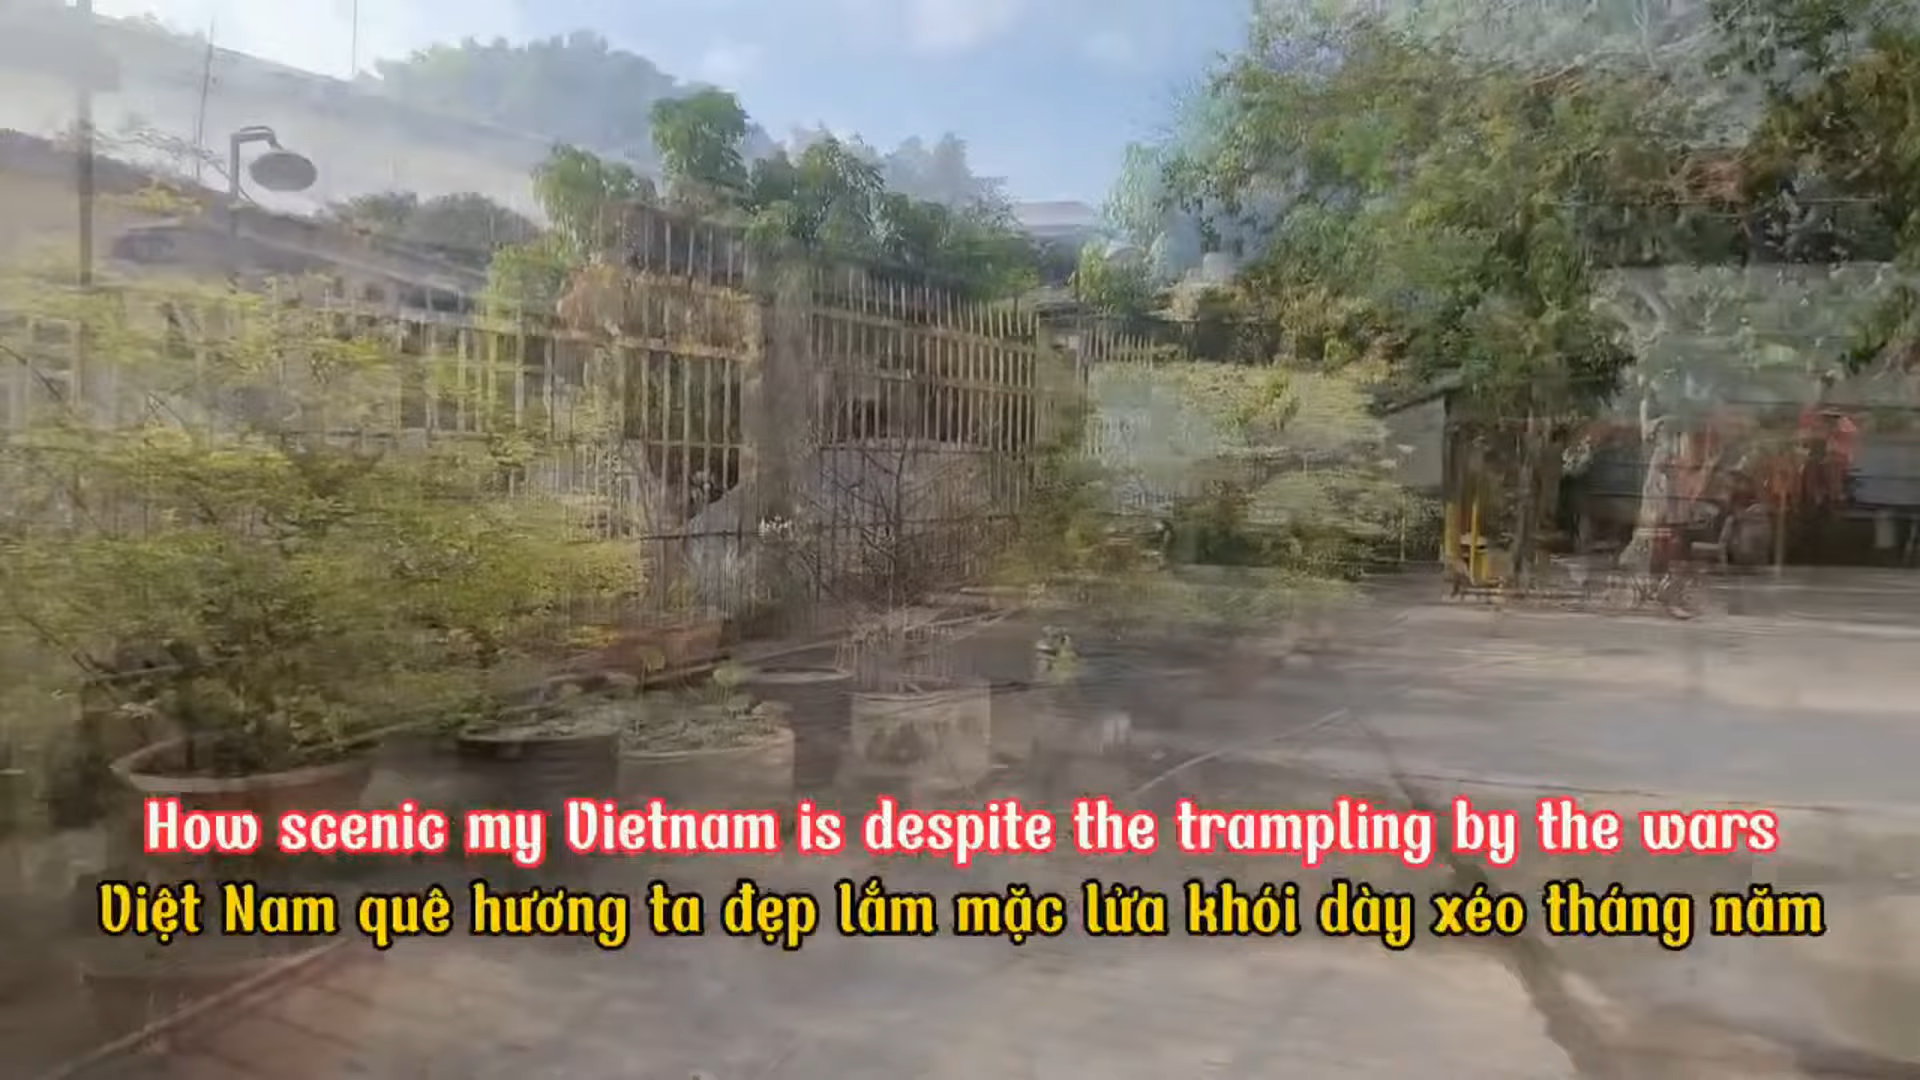 How scenic my Vietnam is despite the trampling by the wars
Việt Nam quê hương ta đẹp lắm mặc lửa khói dày xéo tháng năm